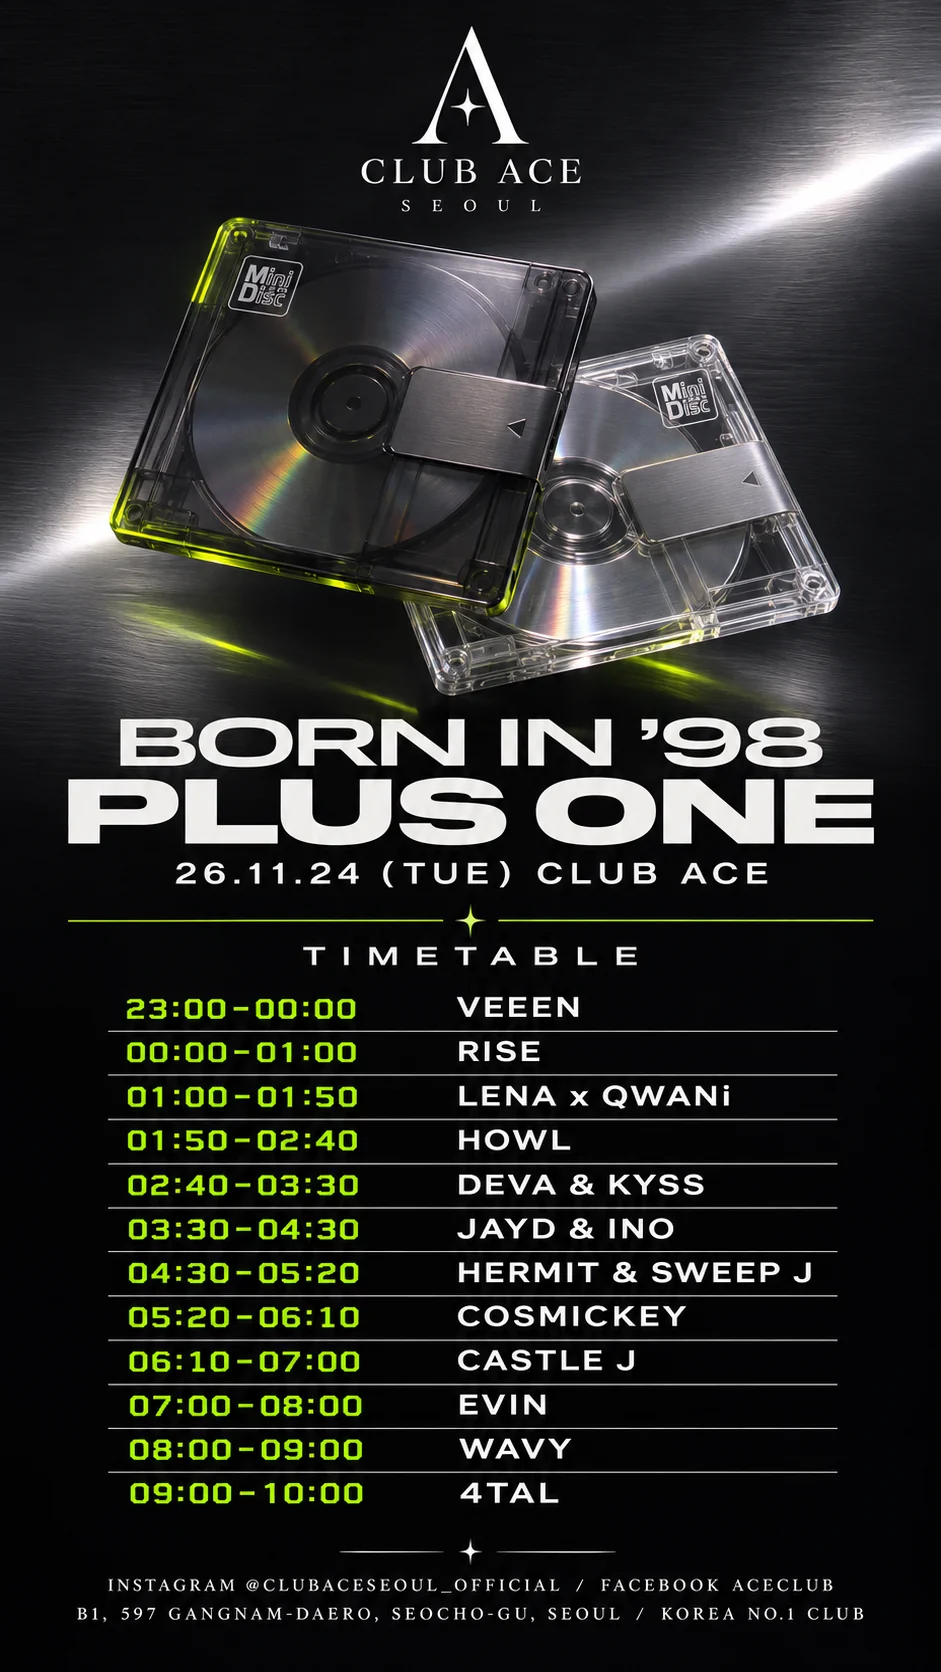 A
CLUB ACE
SEOUL
Mini
Disc
Mini
Disc
BORN IN ’98
PLUS ONE
26.11.24 (TUE) CLUB ACE
TIMETABLE
23:00-00:00 VEEEN
00:00-01:00 RISE
01:00-01:50 LENA x QWANi
01:50-02:40 HOWL
02:40-03:30 DEVA & KYSS
03:30-04:30 JAYD & INO
04:30-05:20 HERMIT & SWEEP J
05:20-06:10 COSMICKEY
06:10-07:00 CASTLE J
07:00-08:00 EVIN
08:00-09:00 WAVY
09:00-10:00 4TAL
INSTAGRAM @CLUBACESEOUL_OFFICIAL / FACEBOOK ACECLUB
B1, 597 GANGNAM-DAERO, SEOCHO-GU, SEOUL / KOREA NO.1 CLUB